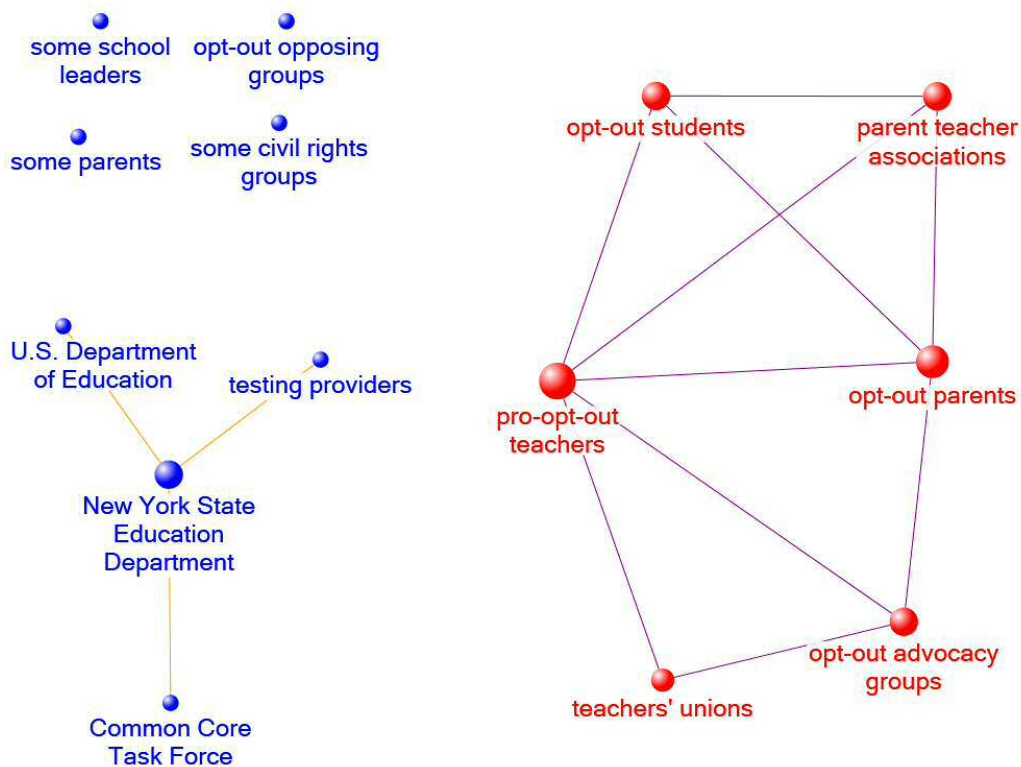 some school
leaders
opt-out opposing
groups
some parents
some civil rights
groups
opt-out students
parent teacher
associations
U.S. Department
of Education
testing providers
pro-opt-out
teachers
opt-out parents
New York State
Education
Department
opt-out advocacy
groups
teachers' unions
Common Core
Task Force